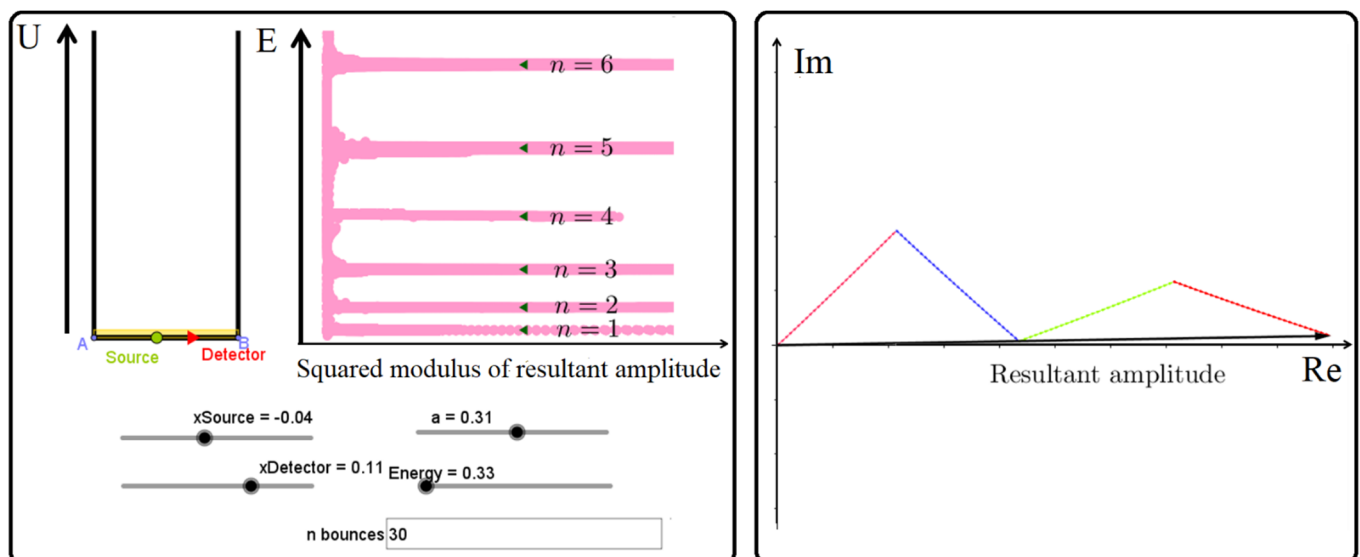 U
E
n = 6
n = 5
n = 4
n = 3
n = 2
n = 1
A
B
Source
Detector
Squared modulus of resultant amplitude
xSource = -0.04
a = 0.31
xDetector = 0.11
Energy = 0.33
n bounces 30
Im
Resultant amplitude
Re